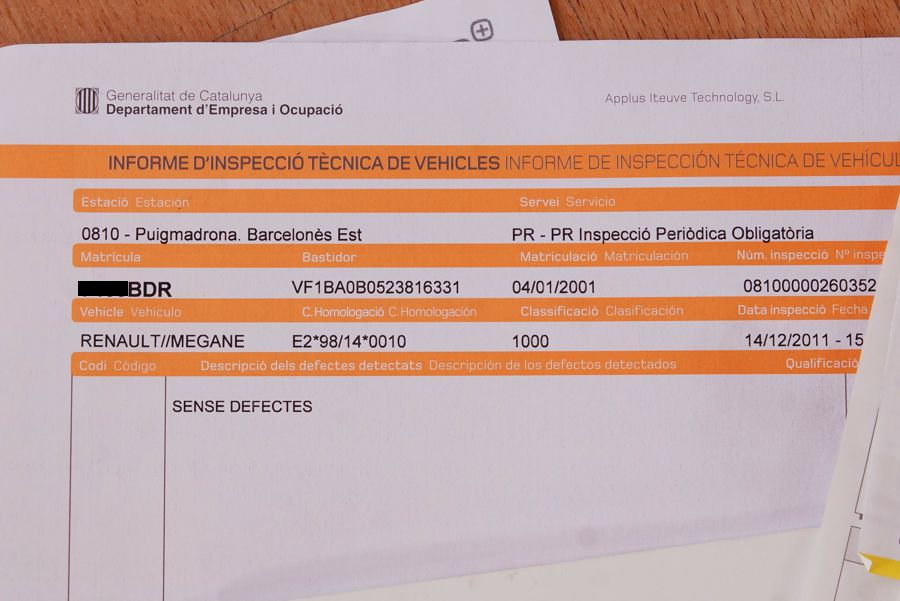 Generalitat de Catalunya
Departament d'Empresa i Ocupació
Applus Iteuve Technology, S.L.
INFORME D'INSPECCIÓ TÈCNICA DE VEHICLES INFORME DE INSPECCIÓN TÉCNICA DE VEHÍCUL
Estació Estación Servei Servicio
0810 - Puigmadrona. Barcelonès Est PR - PR Inspecció Periòdica Obligatòria
Matrícula Bastidor Matriculació Matriculación Núm. inspecció Nº inspe
BDR VF1BA0B0523816331 04/01/2001 081000000260352
Vehicle Vehículo C.Homologació C.Homologación Classificació Clasificación Data inspecció Fecha
RENAULT//MEGANE E2*98/14*0010 1000 14/12/2011 - 15
Codi Código Descripció dels defectes detectats Descripción de los defectos detectados Qualificació
SENSE DEFECTES